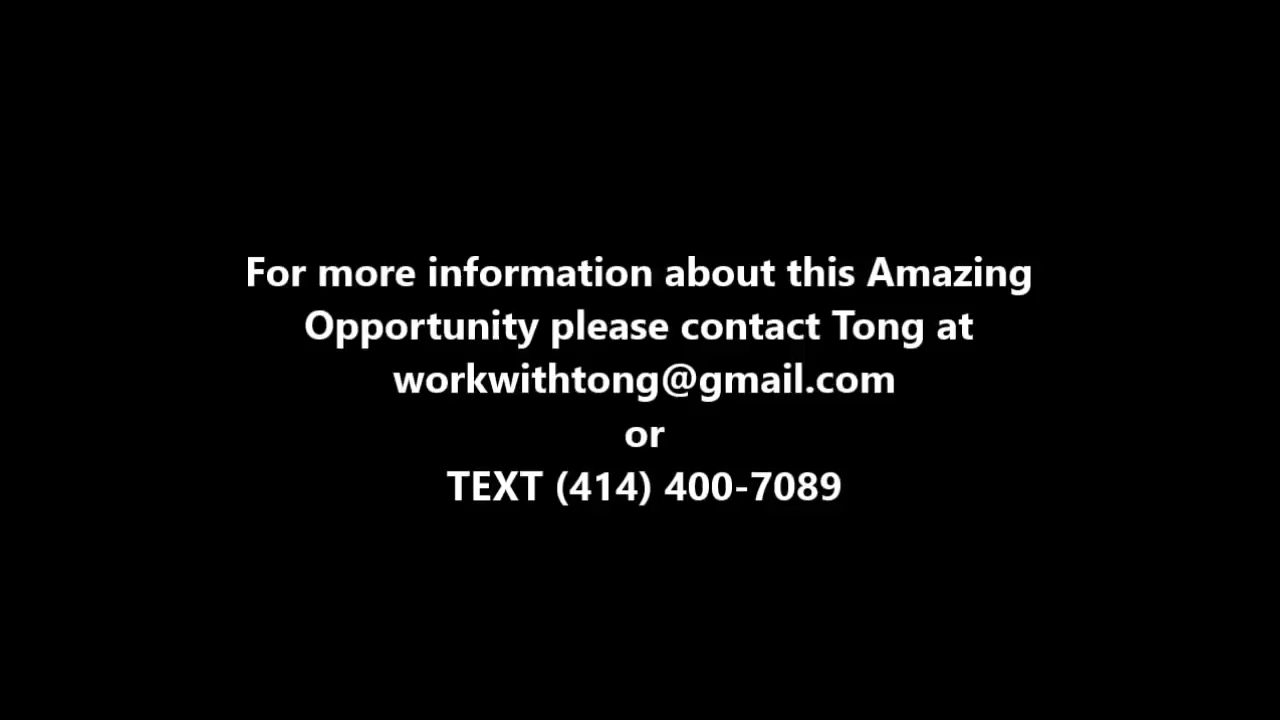 For more information about this Amazing
Opportunity please contact Tong at
workwithtong@gmail.com
or
TEXT (414) 400-7089